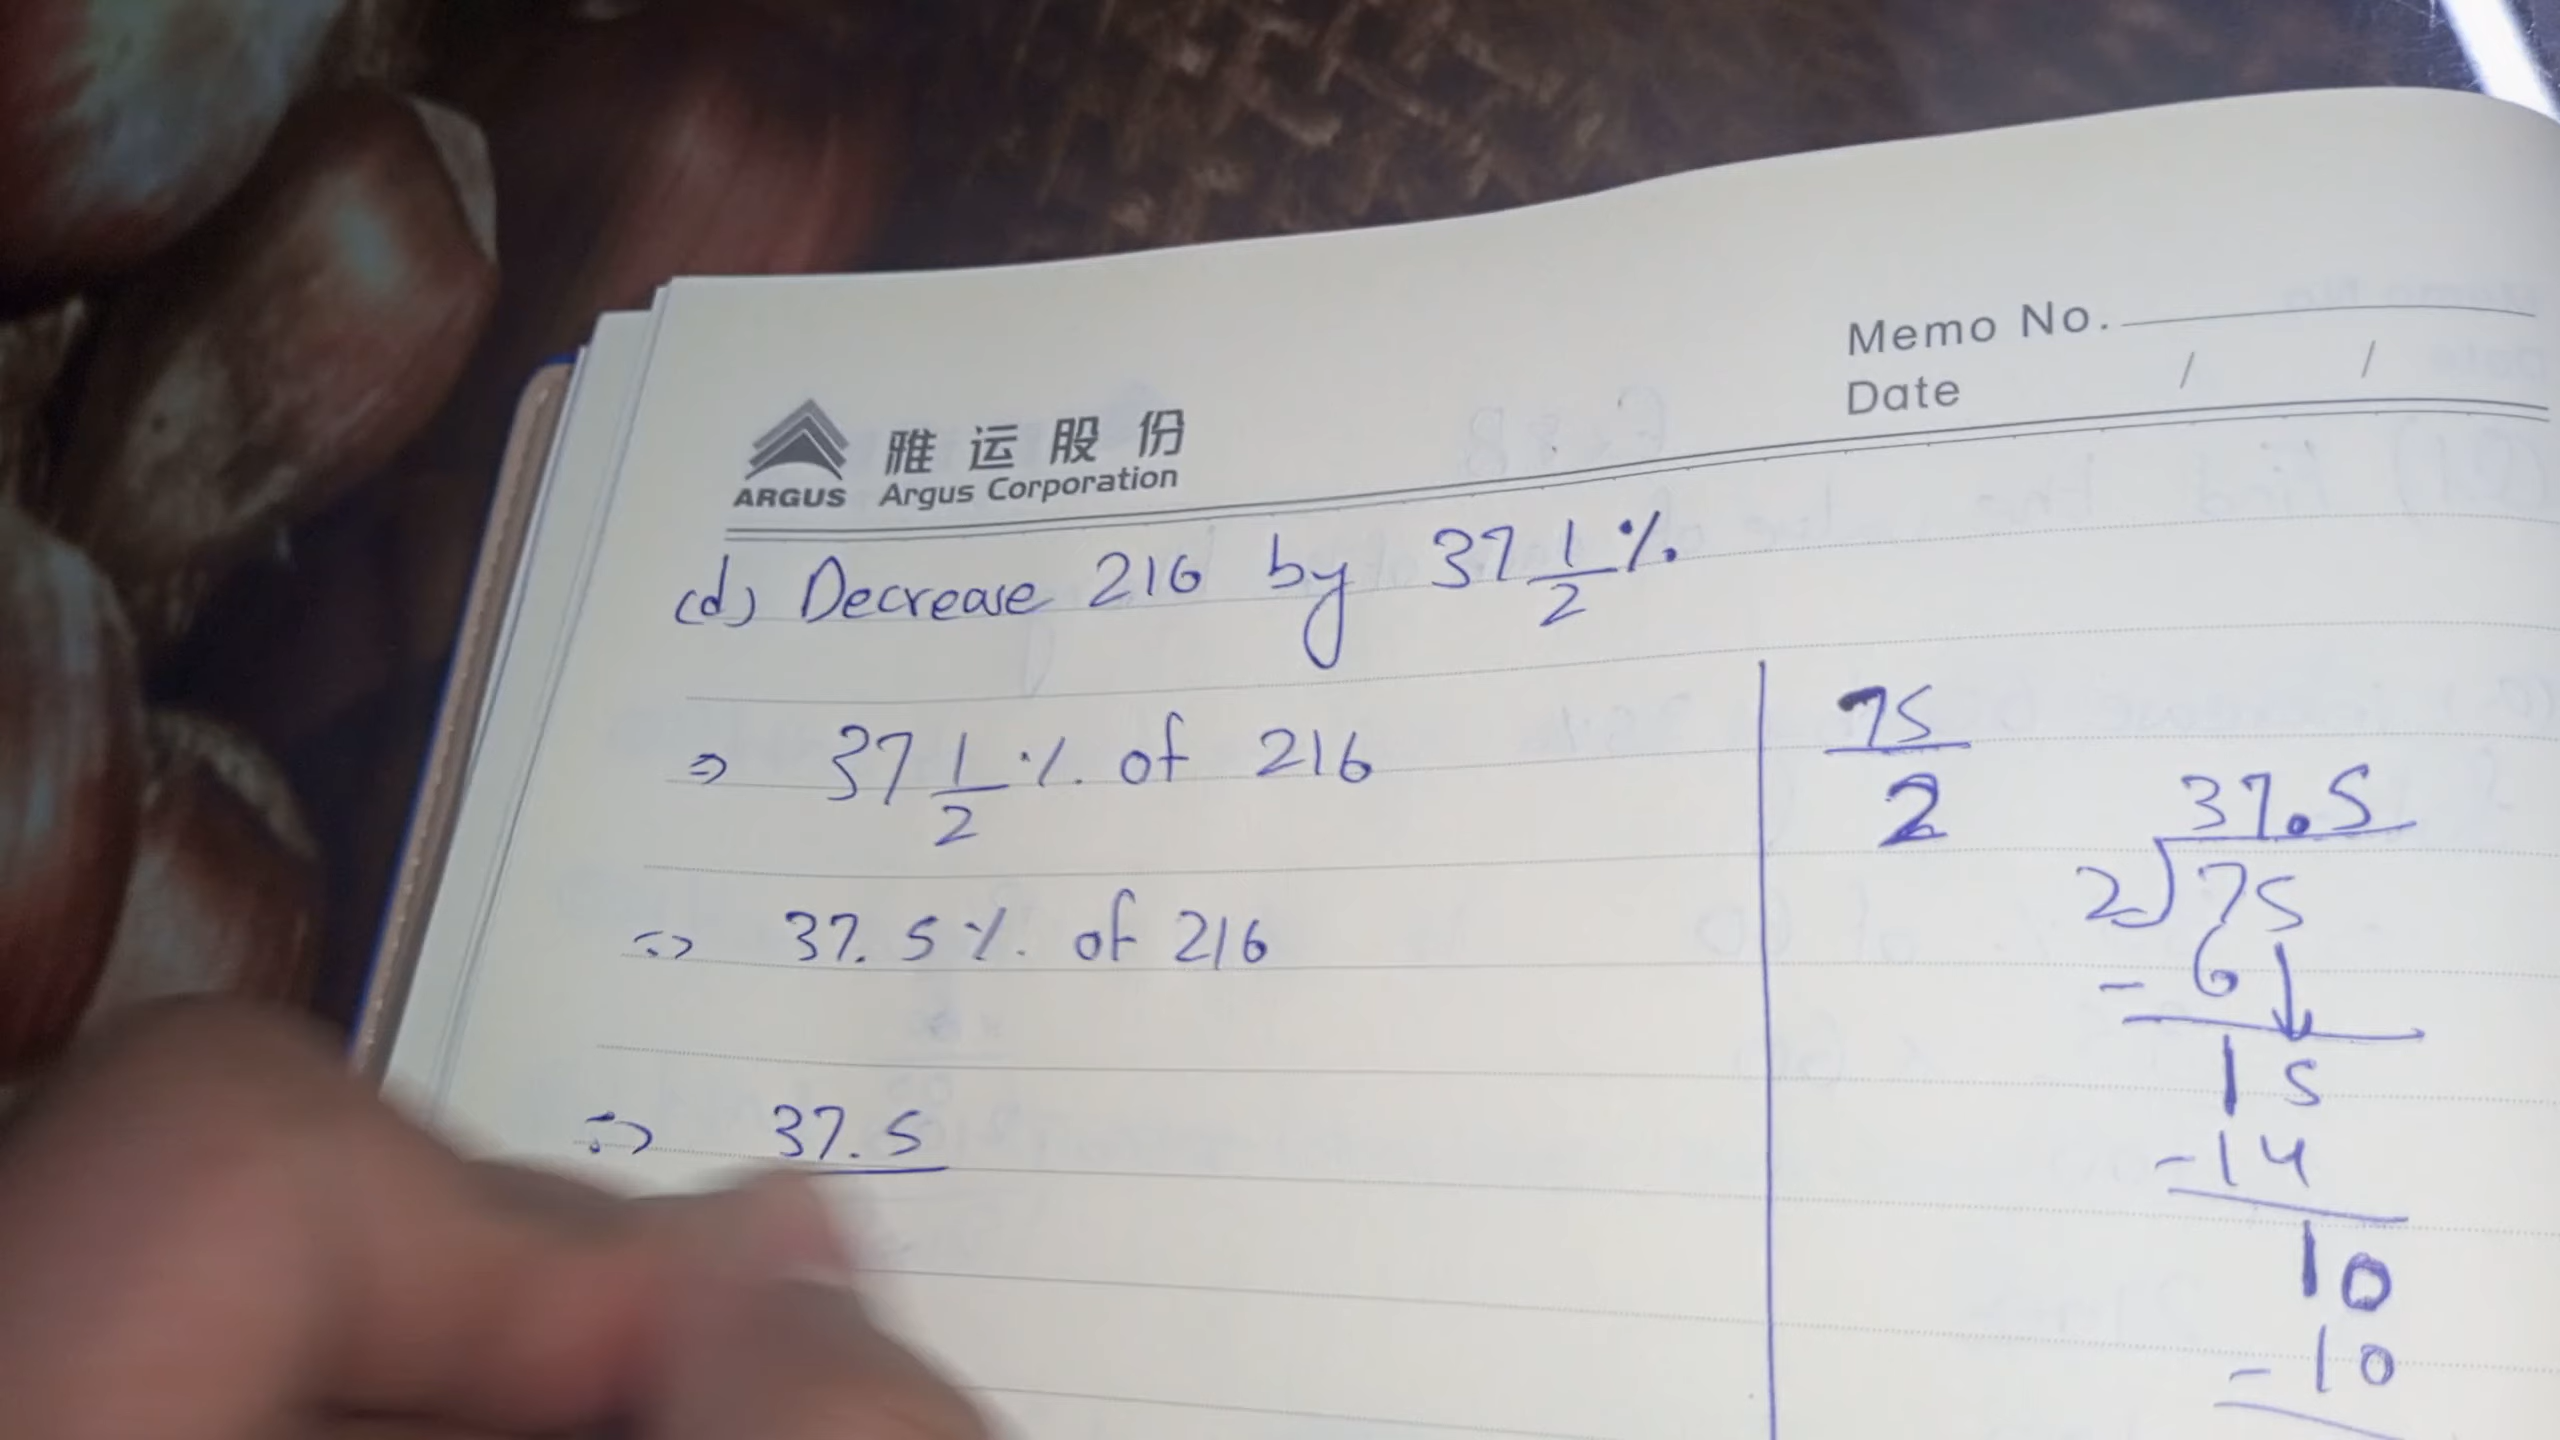 Memo No.
Date / /
雅运股份
ARGUS Argus Corporation
(d) Decrease 216 by 37 1/2 %
⇒ 37 1/2 % of 216
⇒ 37.5 % of 216
⇒ 37.5
75
2
37.5
2)75
- 6
15
-14
10
-10